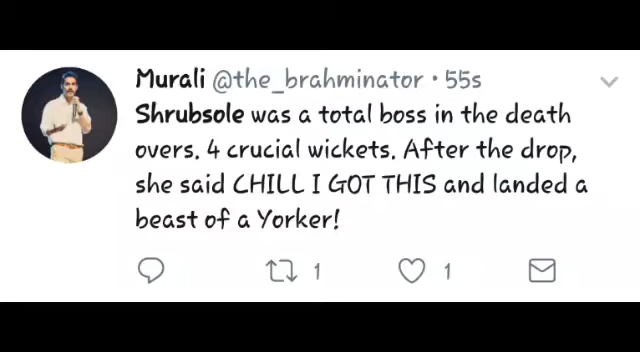 Murali @the_brahminator • 55s
Shrubsole was a total boss in the death
overs. 4 crucial wickets. After the drop,
she said CHILL I GOT THIS and landed a
beast of a Yorker!
1 1